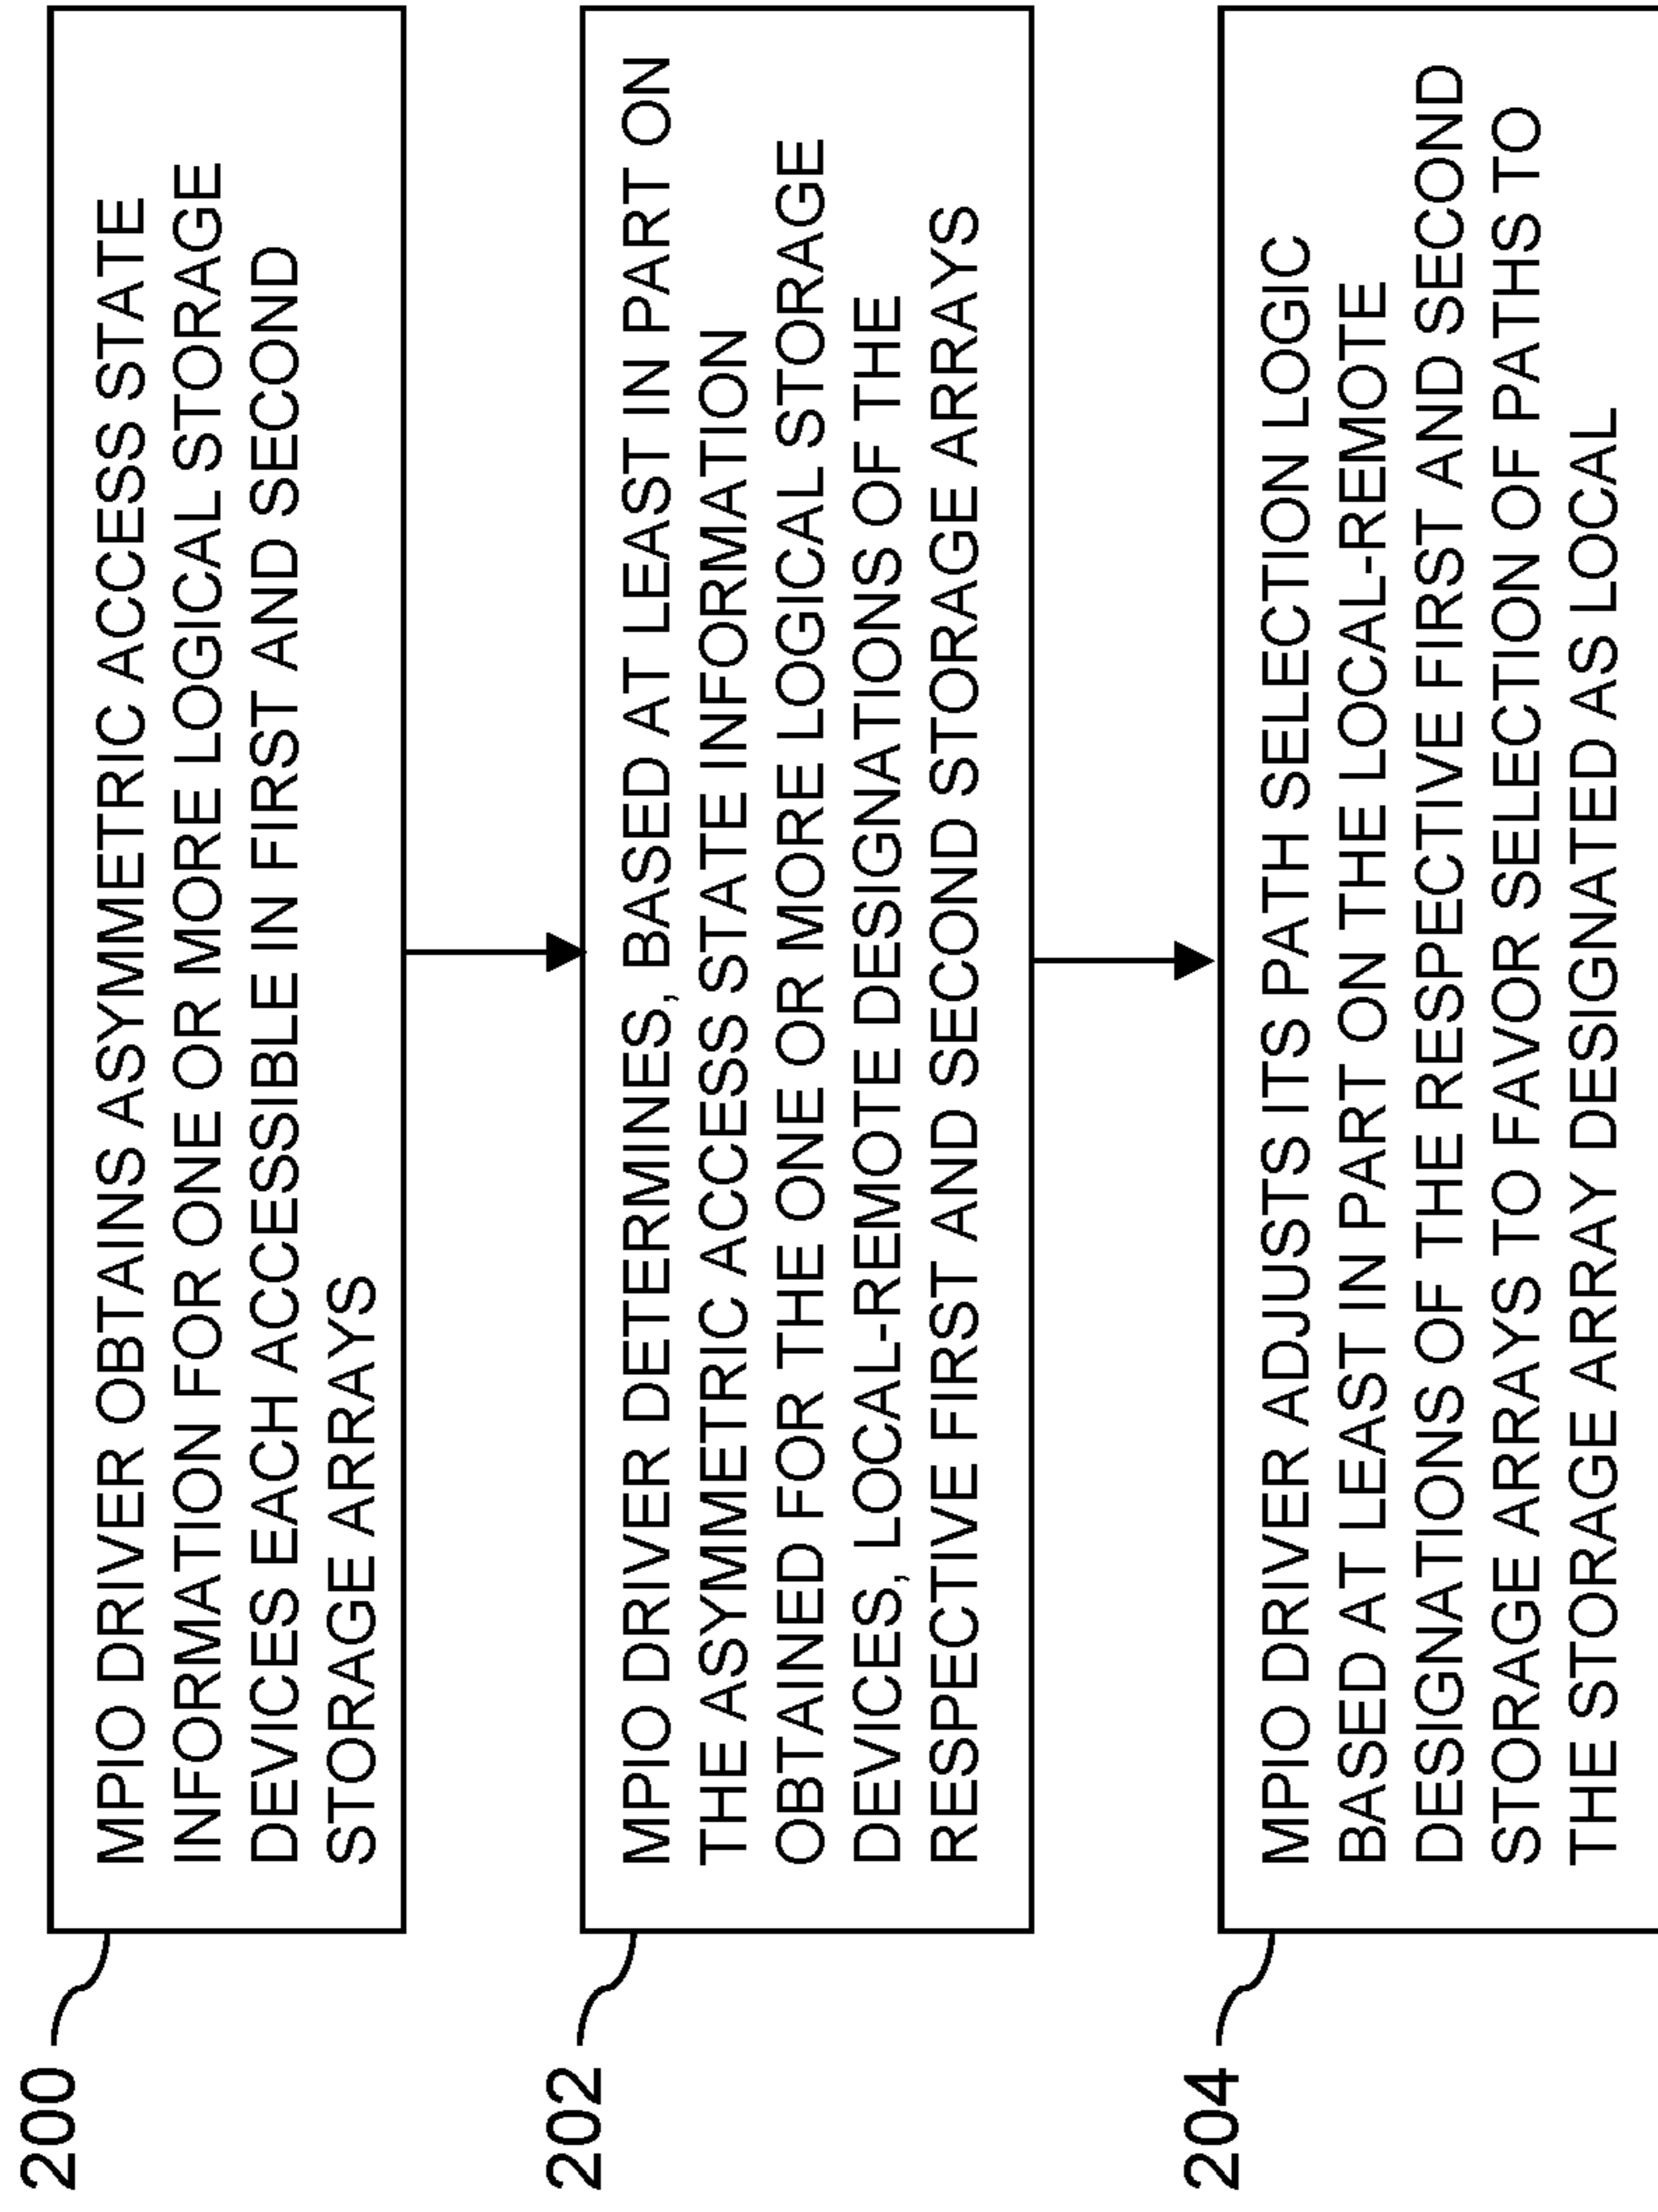 200
MPIO DRIVER OBTAINS ASYMMETRIC ACCESS STATE
INFORMATION FOR ONE OR MORE LOGICAL STORAGE
DEVICES EACH ACCESSIBLE IN FIRST AND SECOND
STORAGE ARRAYS
202
MPIO DRIVER DETERMINES, BASED AT LEAST IN PART ON
THE ASYMMETRIC ACCESS STATE INFORMATION
OBTAINED FOR THE ONE OR MORE LOGICAL STORAGE
DEVICES, LOCAL-REMOTE DESIGNATIONS OF THE
RESPECTIVE FIRST AND SECOND STORAGE ARRAYS
204
MPIO DRIVER ADJUSTS ITS PATH SELECTION LOGIC
BASED AT LEAST IN PART ON THE LOCAL-REMOTE
DESIGNATIONS OF THE RESPECTIVE FIRST AND SECOND
STORAGE ARRAYS TO FAVOR SELECTION OF PATHS TO
THE STORAGE ARRAY DESIGNATED AS LOCAL